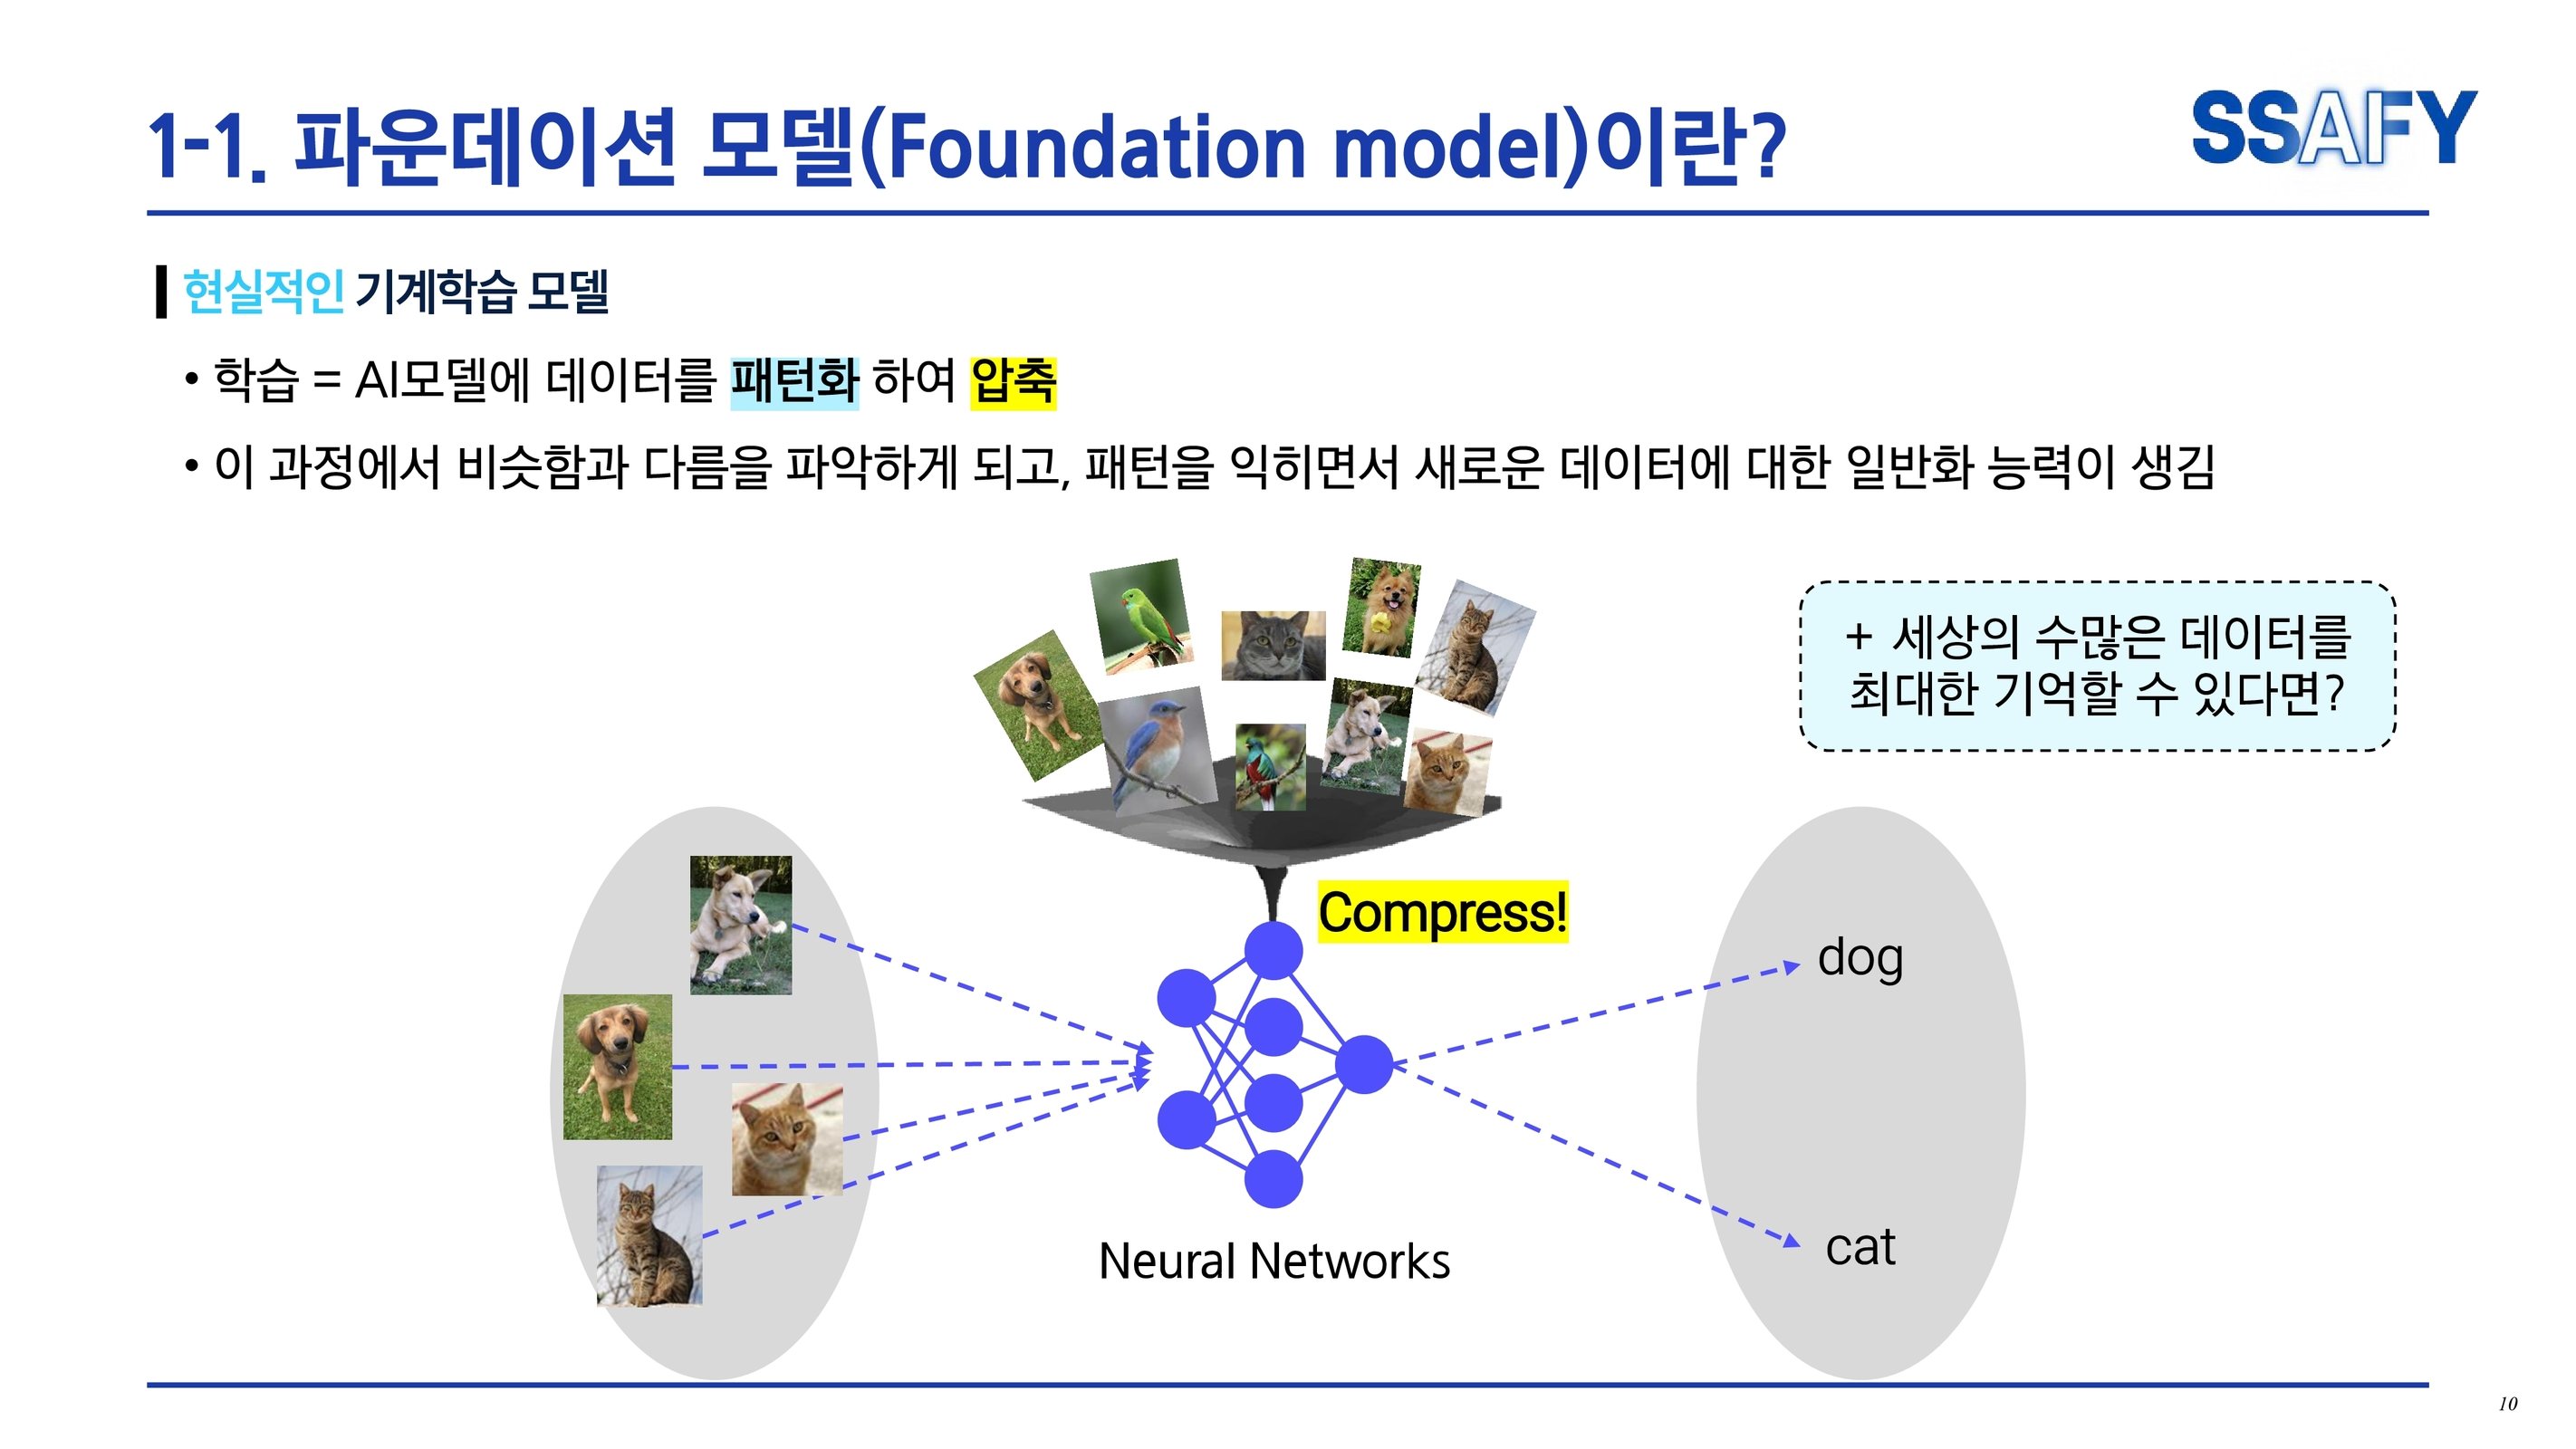 1-1. 파운데이션 모델(Foundation model)이란?
SSAFY
현실적인 기계학습 모델
• 학습 = AI모델에 데이터를 패턴화 하여 압축
• 이 과정에서 비슷함과 다름을 파악하게 되고, 패턴을 익히면서 새로운 데이터에 대한 일반화 능력이 생김
+ 세상의 수많은 데이터를
최대한 기억할 수 있다면?
Compress!
dog
cat
Neural Networks
10